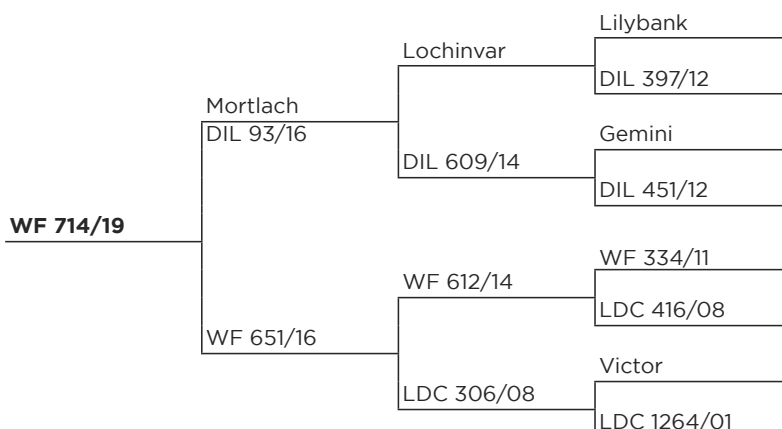 Lilybank
Lochinvar
DIL 397/12
Mortlach
DIL 93/16
Gemini
DIL 609/14
DIL 451/12
WF 714/19
WF 334/11
WF 612/14
LDC 416/08
WF 651/16
Victor
LDC 306/08
LDC 1264/01